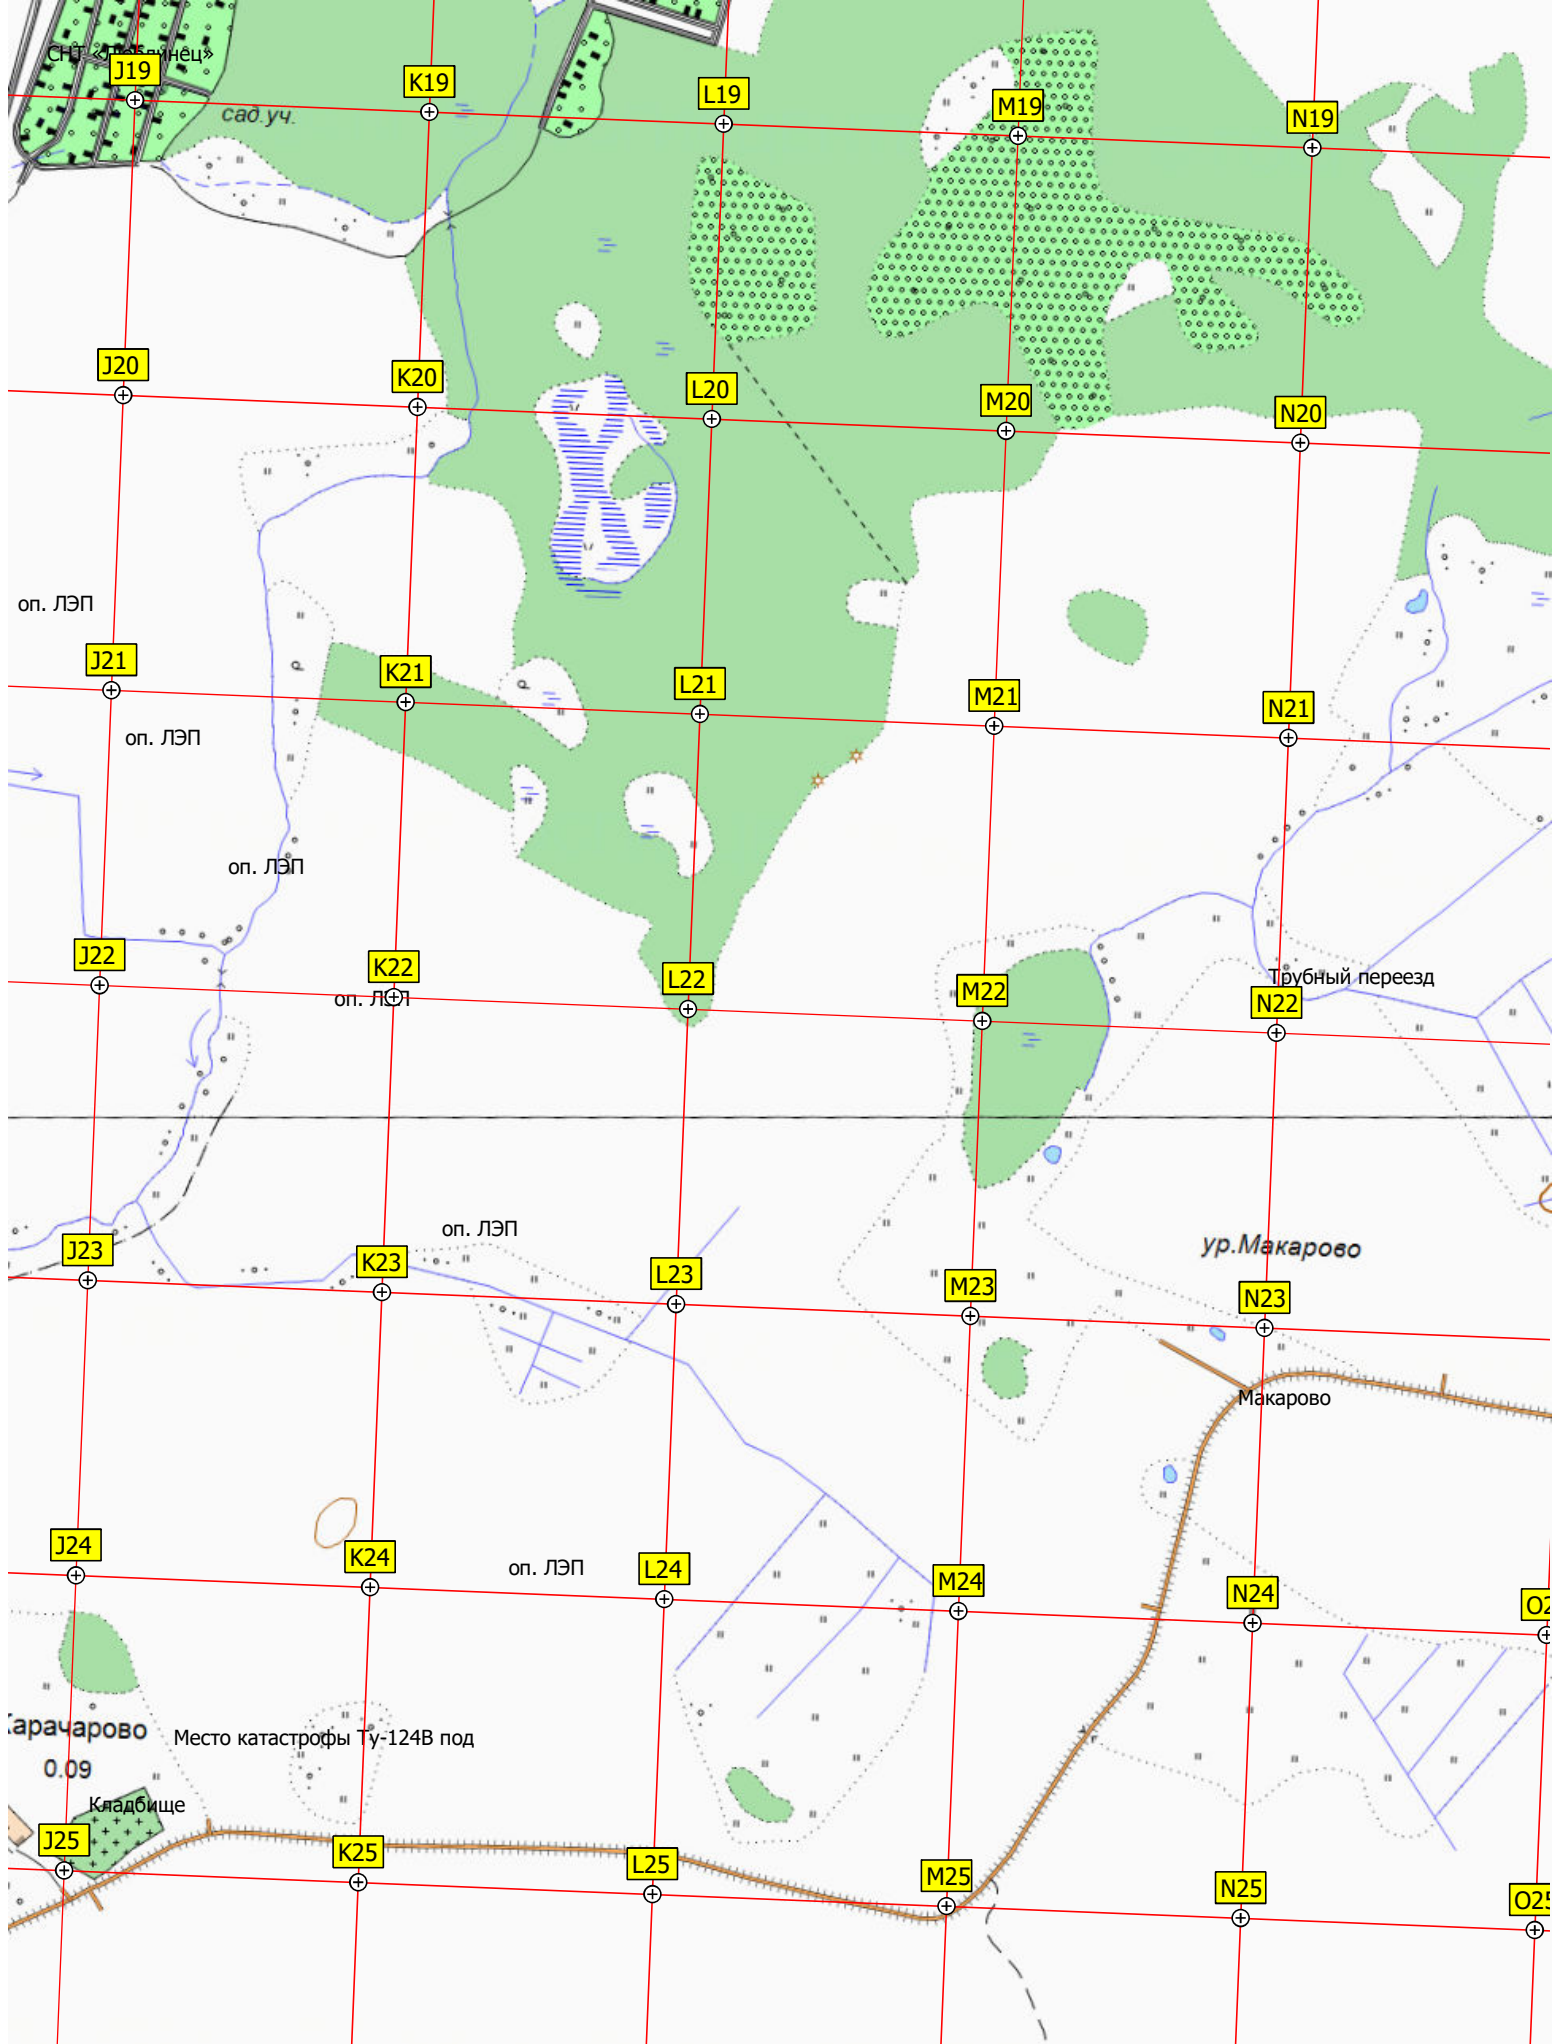 СНТ «Люблинец»
J19
K19
L19
M19
N19
сад.уч.
J20
K20
L20
M20
N20
оп. ЛЭП
J21
K21
L21
M21
N21
оп. ЛЭП
оп. ЛЭП
J22
K22
L22
M22
N22
Трубный переезд
оп. ЛЭП
оп. ЛЭП
ур.Макарово
J23
K23
L23
M23
N23
Макарово
J24
K24
L24
M24
N24
оп. ЛЭП
Карачарово
0.09
Место катастрофы Ту-124В под
Кладбище
J25
K25
L25
M25
N25
O25